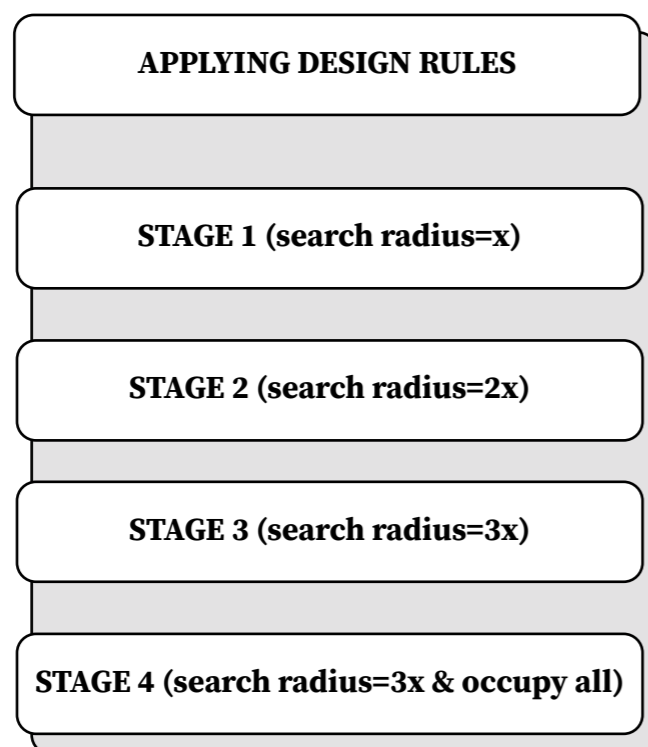 APPLYING DESIGN RULES
STAGE 1 (search radius=x)
STAGE 2 (search radius=2x)
STAGE 3 (search radius=3x)
STAGE 4 (search radius=3x & occupy all)